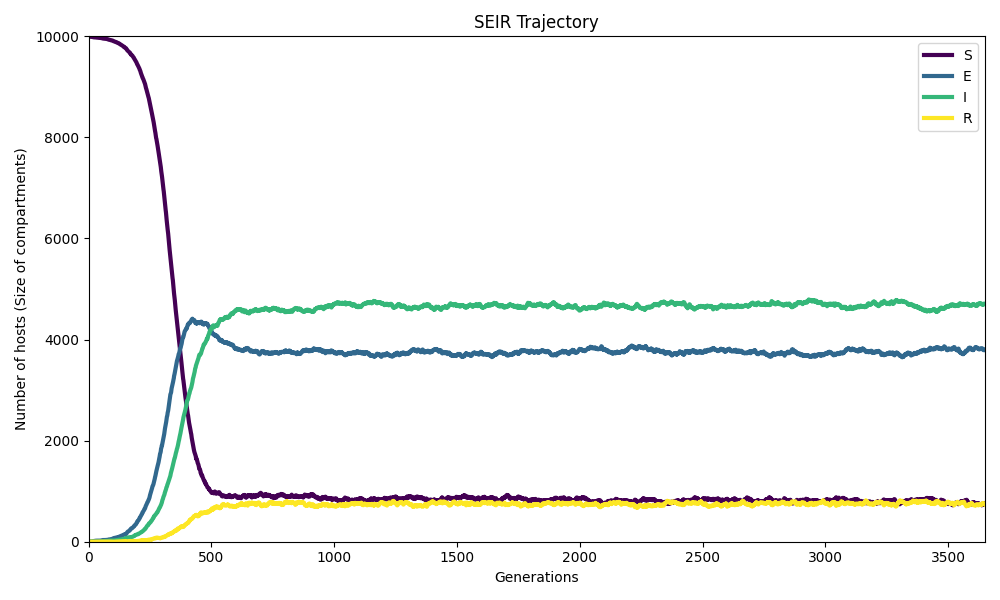 SEIR Trajectory
Number of hosts (Size of compartments)
10000
8000
6000
4000
2000
0
S
E
I
R
0 500 1000 1500 2000 2500 3000 3500
Generations